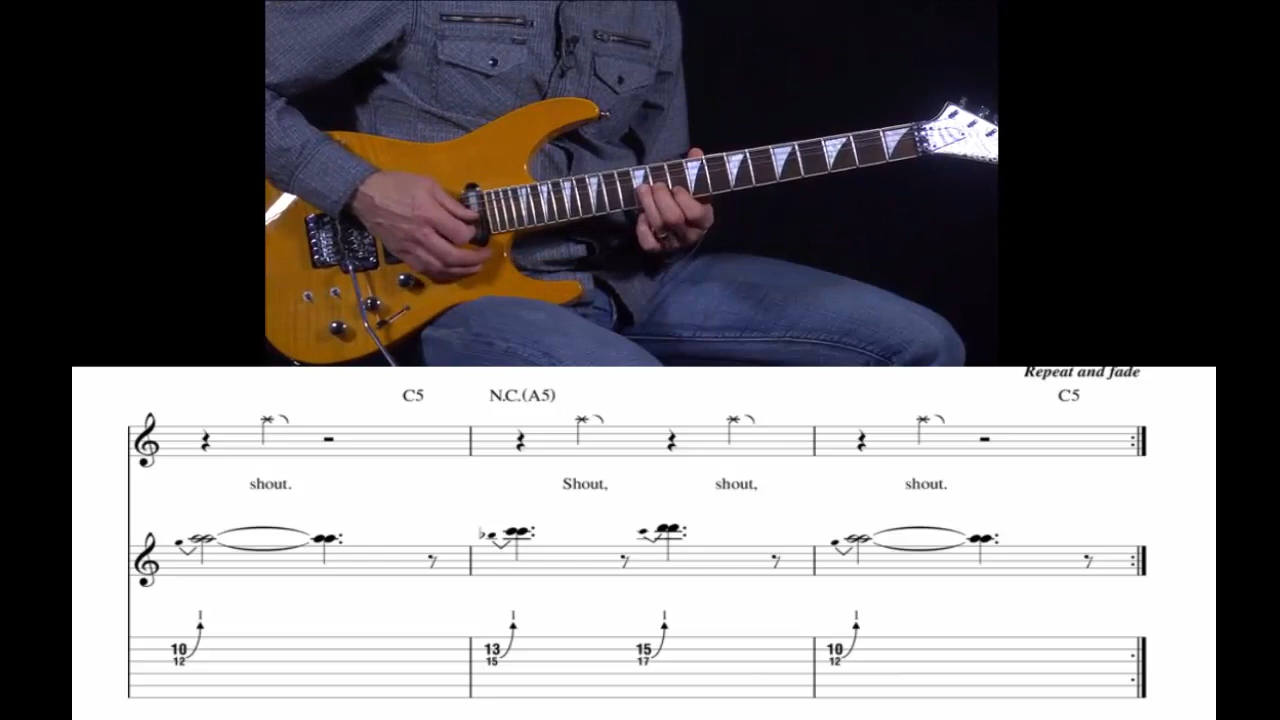 Repeat and fade
C5 N.C.(A5) C5
shout. Shout, shout, shout.
1 1 1 1
10 13 15 10
12 15 17 12